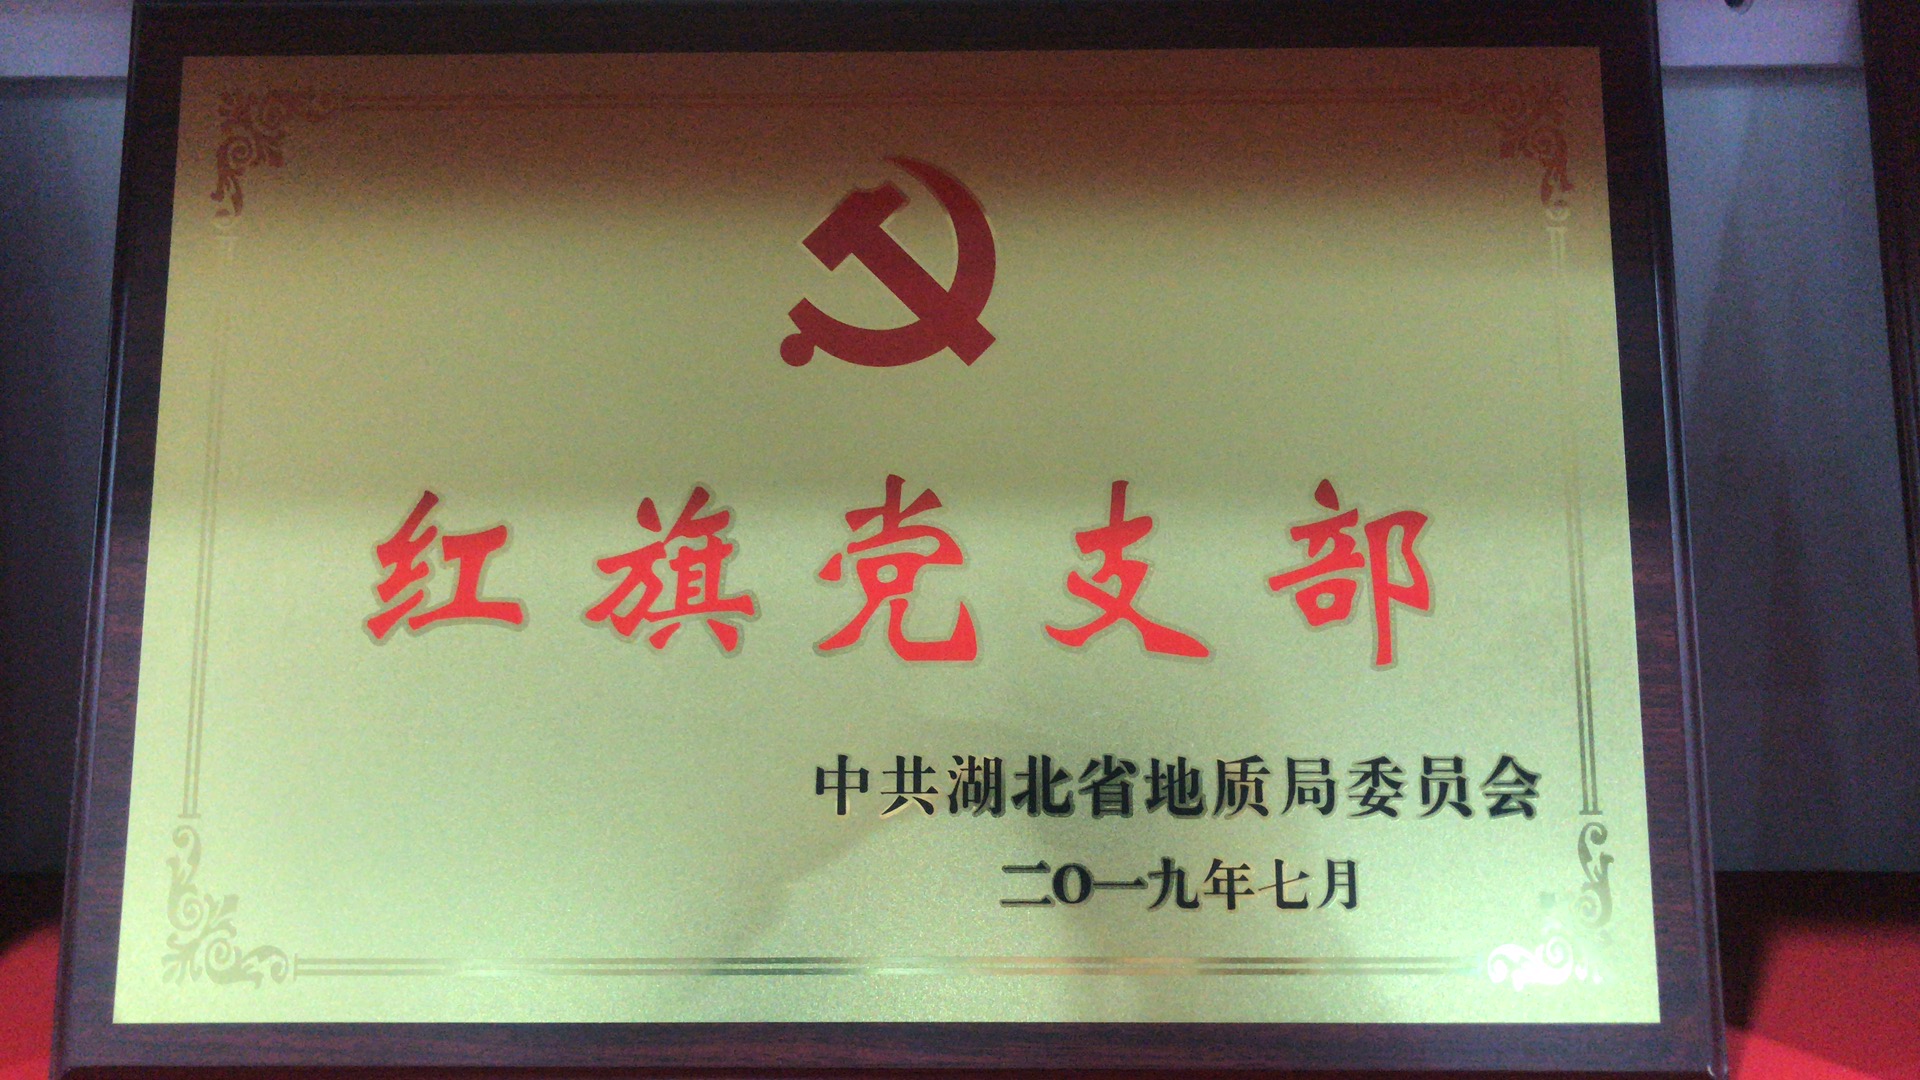 红旗党支部
中共湖北省地质局委员会
二〇一九年七月